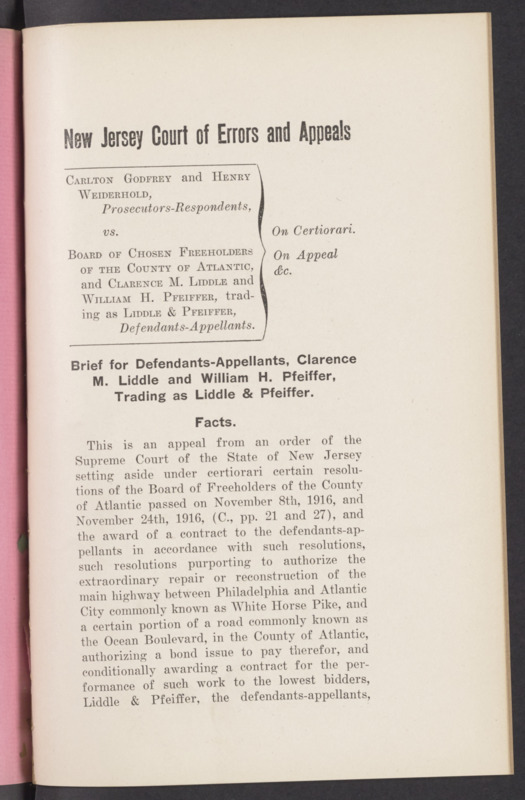 New Jersey Court of Errors and Appeals
Carlton Godfrey and Henry
Weiderhold,
Prosecutors-Respondents,
vs.
Board of Chosen Freeholders
of the County of Atlantic,
and Clarence M. Liddle and
William H. Pfeiffer, trad-
ing as Liddle & Pfeiffer,
Defendants-Appellants.
On Certiorari.
On Appeal
&c.
Brief for Defendants-Appellants, Clarence
M. Liddle and William H. Pfeiffer,
Trading as Liddle & Pfeiffer.
Facts.
This is an appeal from an order of the
Supreme Court of the State of New Jersey
setting aside under certiorari certain resolu-
tions of the Board of Freeholders of the County
of Atlantic passed on November 8th, 1916, and
November 24th, 1916, (C., pp. 21 and 27), and
the award of a contract to the defendants-ap-
pellants in accordance with such resolutions,
such resolutions purporting to authorize the
extraordinary repair or reconstruction of the
main highway between Philadelphia and Atlantic
City commonly known as White Horse Pike, and
a certain portion of a road commonly known as
the Ocean Boulevard, in the County of Atlantic,
authorizing a bond issue to pay therefor, and
conditionally awarding a contract for the per-
formance of such work to the lowest bidders,
Liddle & Pfeiffer, the defendants-appellants,